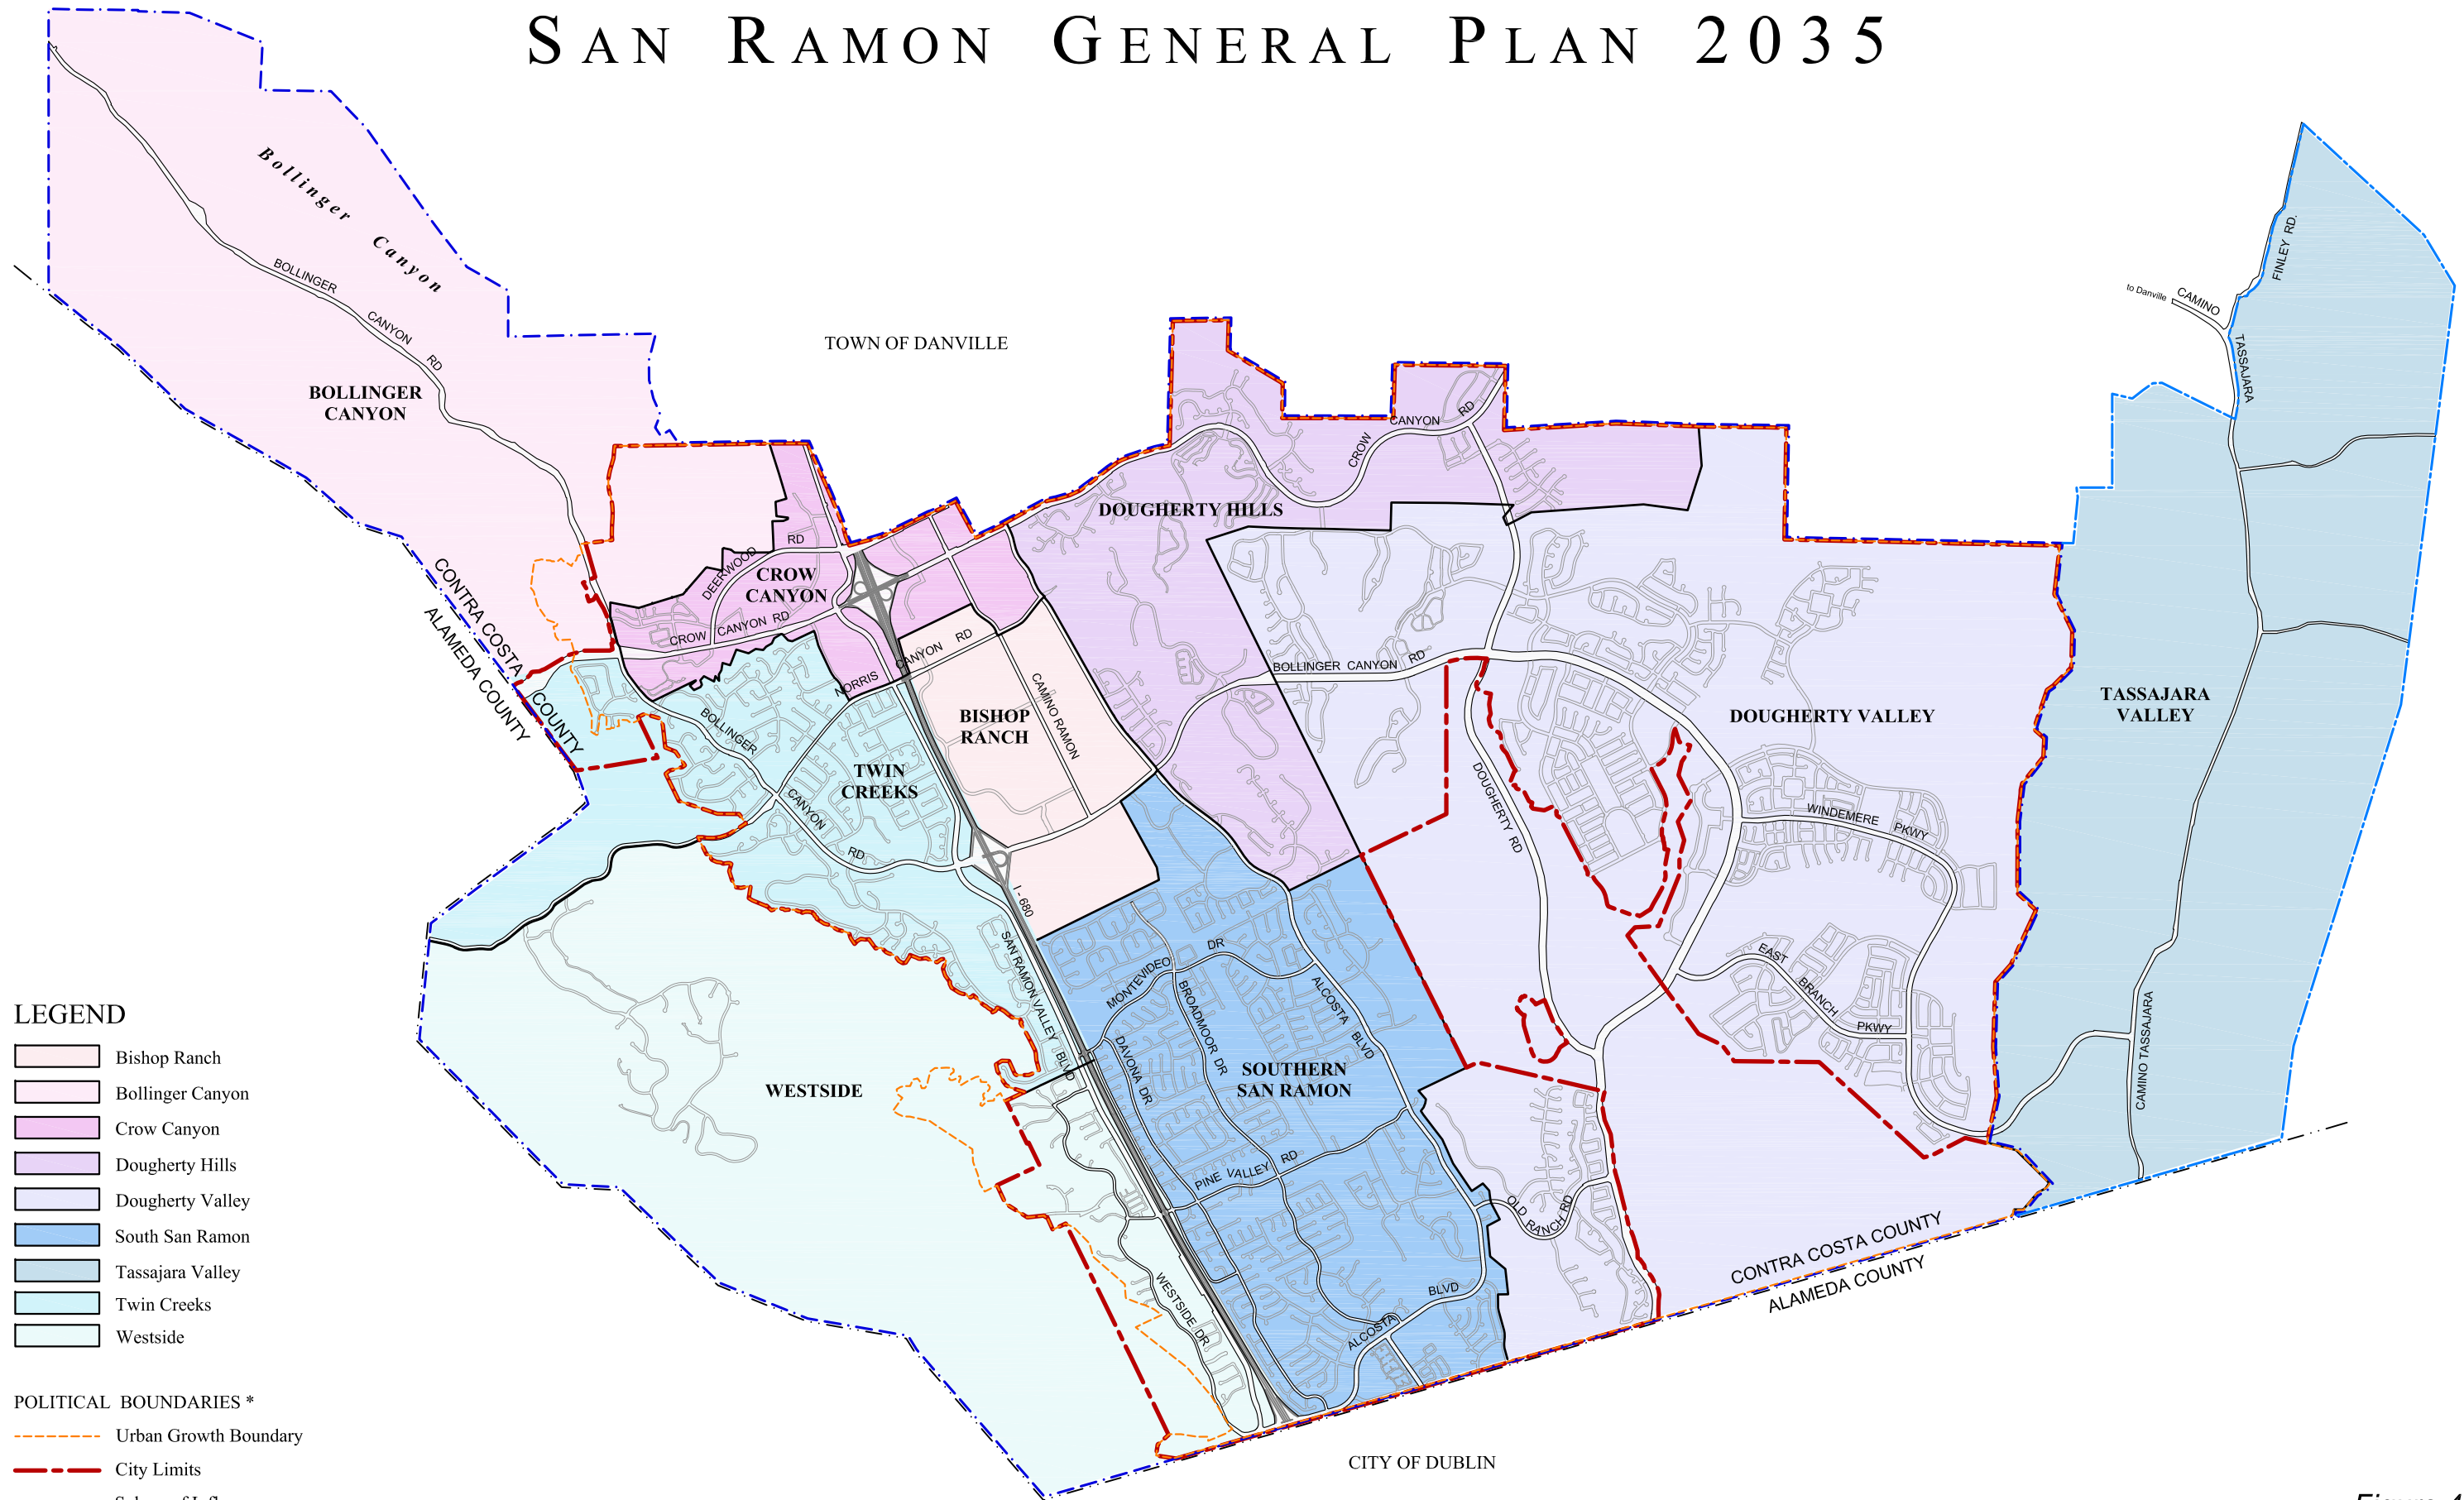 SAN RAMON GENERAL PLAN 2035
Bollinger Canyon
BOLLINGER CANYON RD
BOLLINGER
CANYON
TOWN OF DANVILLE
to Danville
CAMINO
TASSAJARA
FINLEY RD.
CROW CANYON RD
DOUGHERTY HILLS
DEERWOOD RD
CROW
CANYON
CROW CANYON RD
CONTRA COSTA COUNTY
ALAMEDA COUNTY
NORRIS CANYON RD
BOLLINGER CANYON RD
CAMINO RAMON
BISHOP
RANCH
BOLLINGER CANYON RD
TWIN
CREEKS
DOUGHERTY VALLEY
TASSAJARA
VALLEY
DOUGHERTY RD
WINDEMERE PKWY
I - 680
SAN RAMON VALLEY BLVD
MONTEVIDEO DR
BROADMOOR DR
ALCOSTA BLVD
DAVONA DR
EAST BRANCH PKWY
CAMINO TASSAJARA
WESTSIDE
SOUTHERN
SAN RAMON
PINE VALLEY RD
OLD RANCH RD
WESTSIDE DR
ALCOSTA BLVD
CONTRA COSTA COUNTY
ALAMEDA COUNTY
CITY OF DUBLIN
LEGEND
Bishop Ranch
Bollinger Canyon
Crow Canyon
Dougherty Hills
Dougherty Valley
South San Ramon
Tassajara Valley
Twin Creeks
Westside
POLITICAL BOUNDARIES *
Urban Growth Boundary
City Limits